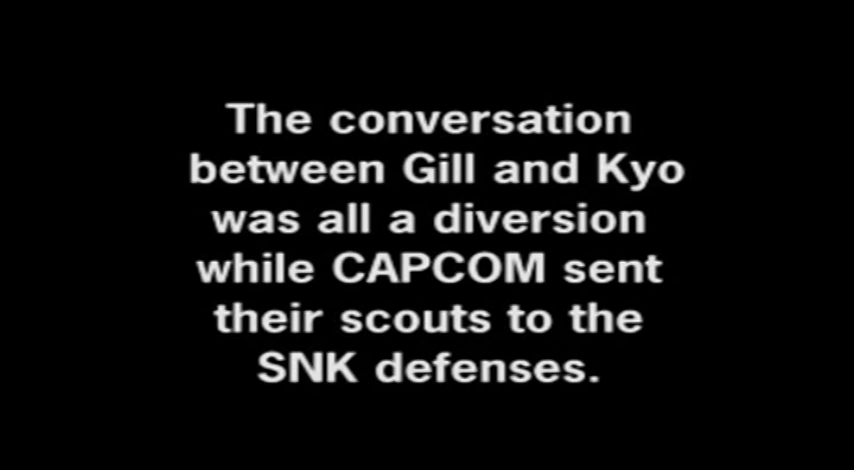 The conversation
between Gill and Kyo
was all a diversion
while CAPCOM sent
their scouts to the
SNK defenses.